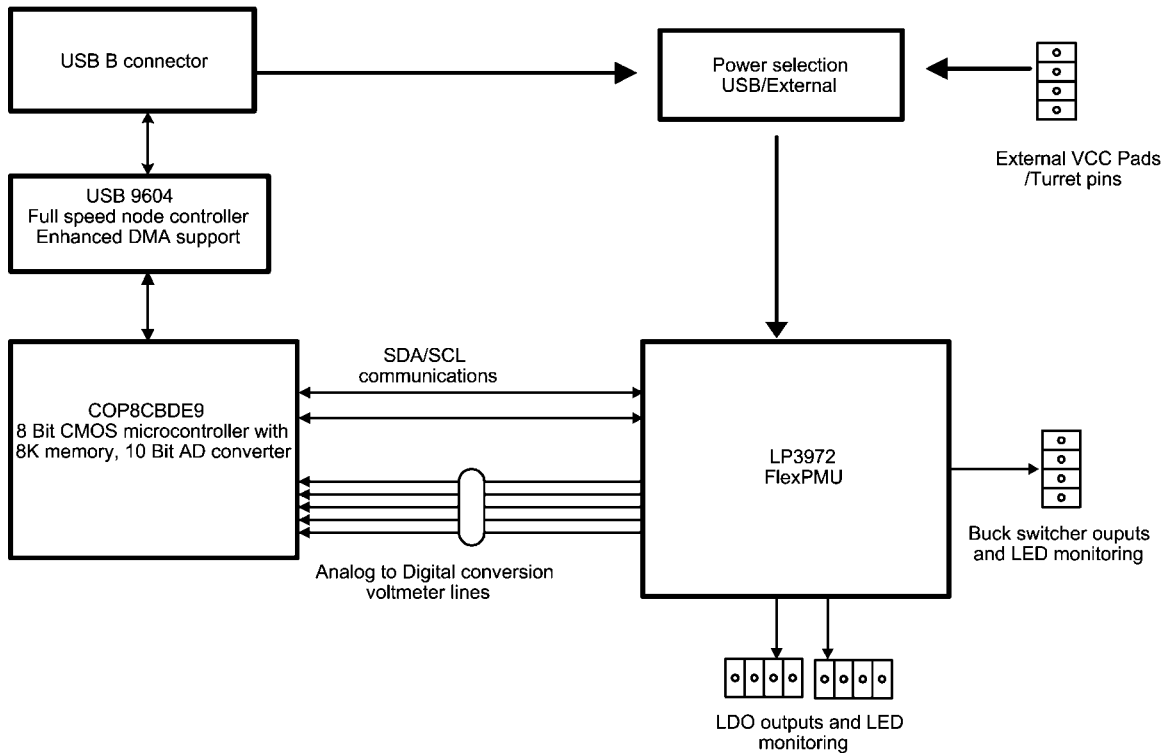 USB B connector
Power selection
USB/External
External VCC Pads
/Turret pins
USB 9604
Full speed node controller
Enhanced DMA support
SDA/SCL
communications
COP8CBDE9
8 Bit CMOS microcontroller with
8K memory, 10 Bit AD converter
LP3972
FlexPMU
Buck switcher ouputs
and LED monitoring
Analog to Digital conversion
voltmeter lines
LDO outputs and LED
monitoring